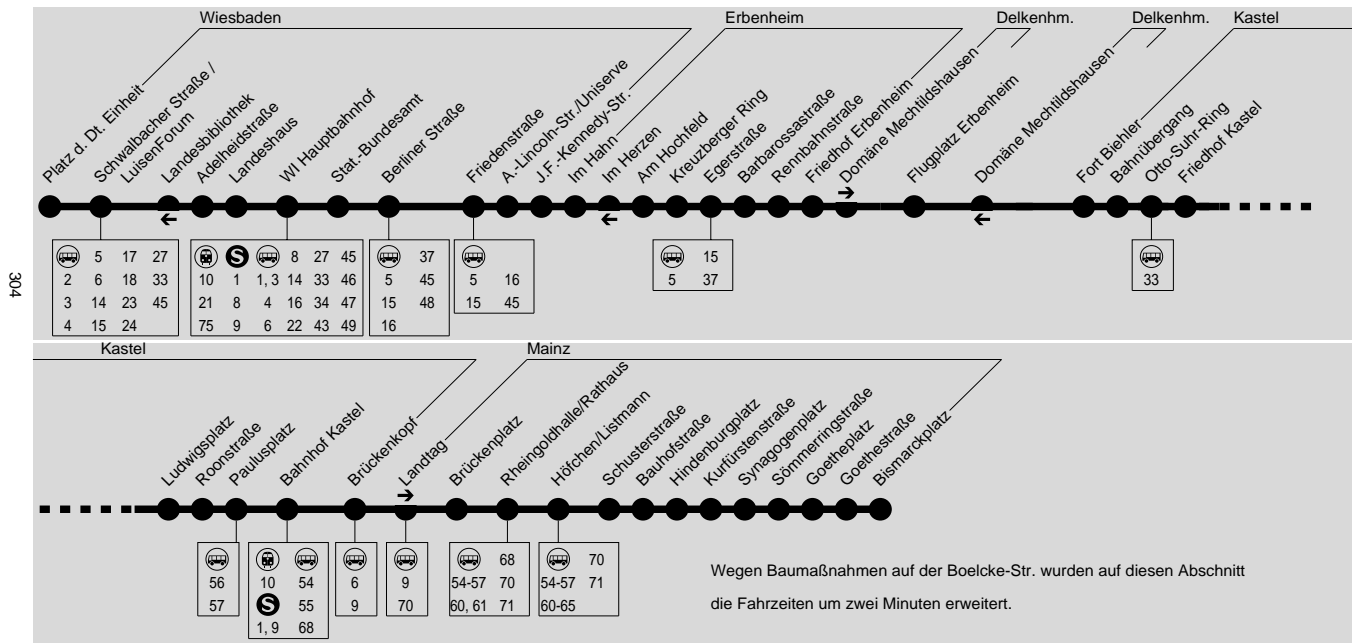 Wiesbaden
Erbenheim
Delkenhm.
Delkenhm.
Kastel
304
Platz d. Dt. Einheit
Schwalbacher Straße /
LuisenForum
Landesbibliothek
Adelheidstraße
Landeshaus
WI Hauptbahnhof
Stat.-Bundesamt
Berliner Straße
Friedenstraße
A.-Lincoln-Str./Uniserve
J.F.-Kennedy-Str.
Im Hahn
Im Herzen
Am Hochfeld
Kreuzberger Ring
Egerstraße
Barbarossastraße
Rennbahnstraße
Friedhof Erbenheim
Domäne Mechtildshausen
Flugplatz Erbenheim
Domäne Mechtildshausen
Fort Biehler
Bahnübergang
Otto-Suhr-Ring
Friedhof Kastel
5 17 27
2 6 18 33
3 14 23 45
4 15 24
S 8 27 45
10 1 1, 3 14 33 46
21 8 4 16 34 47
75 9 6 22 43 49
37
5 45
15 48
16
5 16
15 45
15
5 37
33
Kastel
Mainz
Ludwigsplatz
Roonstraße
Paulusplatz
Bahnhof Kastel
Brückenkopf
Landtag
Brückenplatz
Rheingoldhalle/Rathaus
Höfchen/Listmann
Schusterstraße
Bauhofstraße
Hindenburgplatz
Kurfürstenstraße
Synagogenplatz
Sömmerringstraße
Goetheplatz
Goethestraße
Bismarckplatz
56
57
10 54
S 55
1, 9 68
6
9
9
70
68
54-57 70
60, 61 71
70
54-57 71
60-65
Wegen Baumaßnahmen auf der Boelcke-Str. wurden auf diesen Abschnitt
die Fahrzeiten um zwei Minuten erweitert.